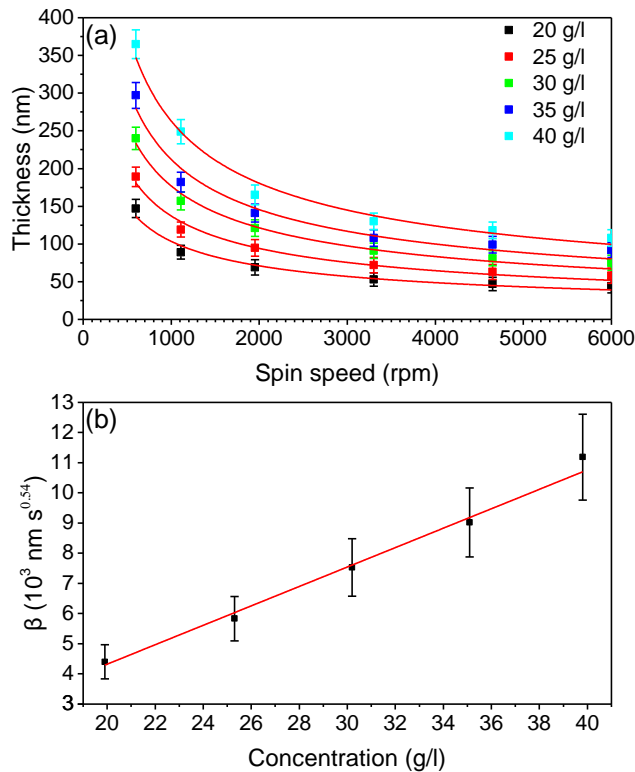 (a)
20 g/l
25 g/l
30 g/l
35 g/l
40 g/l
Thickness (nm)
400
350
300
250
200
150
100
50
0
0 1000 2000 3000 4000 5000 6000
Spin speed (rpm)
(b)
β (10³ nm s^0.54)
13
12
11
10
9
8
7
6
5
4
3
20 22 24 26 28 30 32 34 36 38 40
Concentration (g/l)